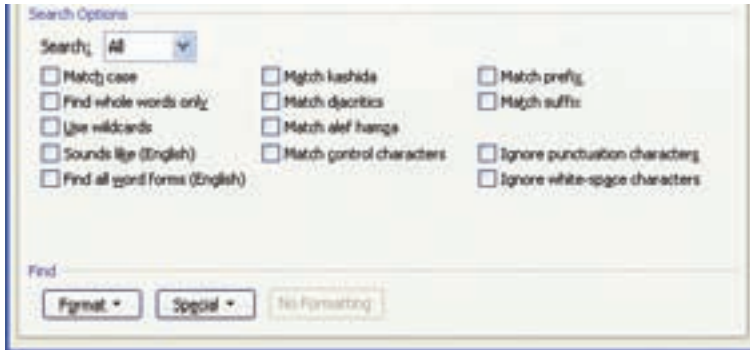 Search Options
Search: All
Match case
Find whole words only
Use wildcards
Sounds like (English)
Find all word forms (English)
Match kashida
Match diacritics
Match alef hamza
Match control characters
Match prefix
Match suffix
Ignore punctuation characters
Ignore white-space characters
Find
Format
Special
No Formatting